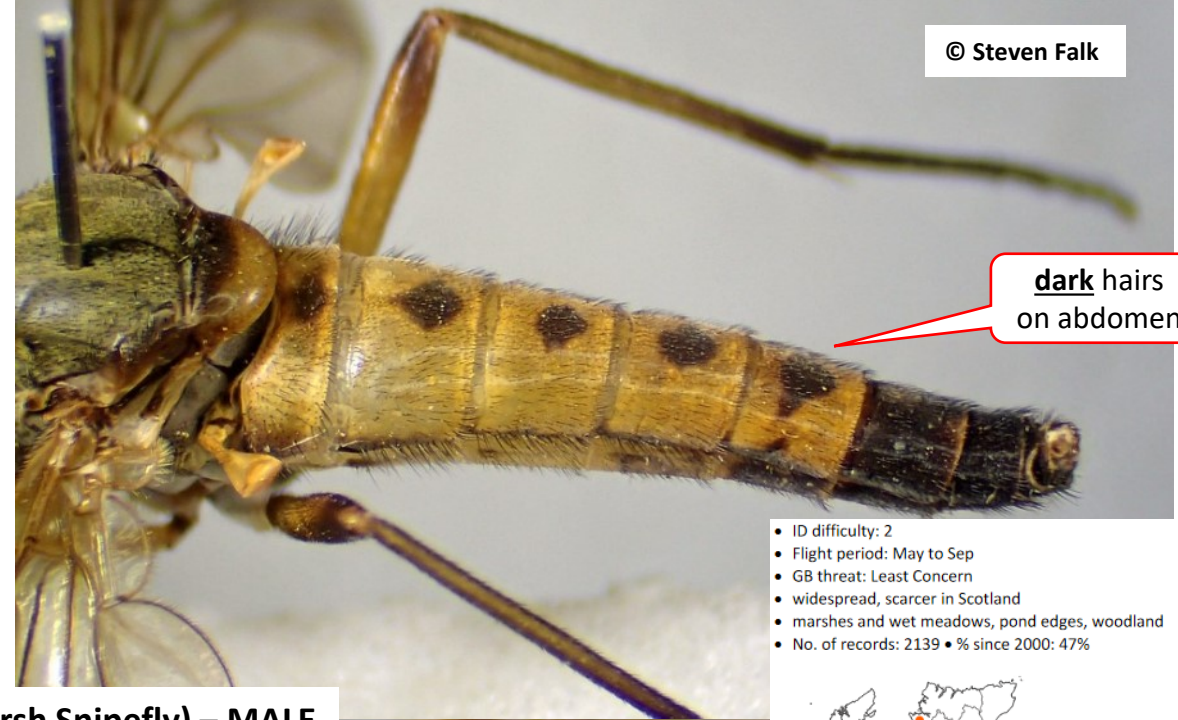 © Steven Falk
dark hairs
on abdomen
• ID difficulty: 2
• Flight period: May to Sep
• GB threat: Least Concern
• widespread, scarcer in Scotland
• marshes and wet meadows, pond edges, woodland
• No. of records: 2139 • % since 2000: 47%
Snipefly) – MALE